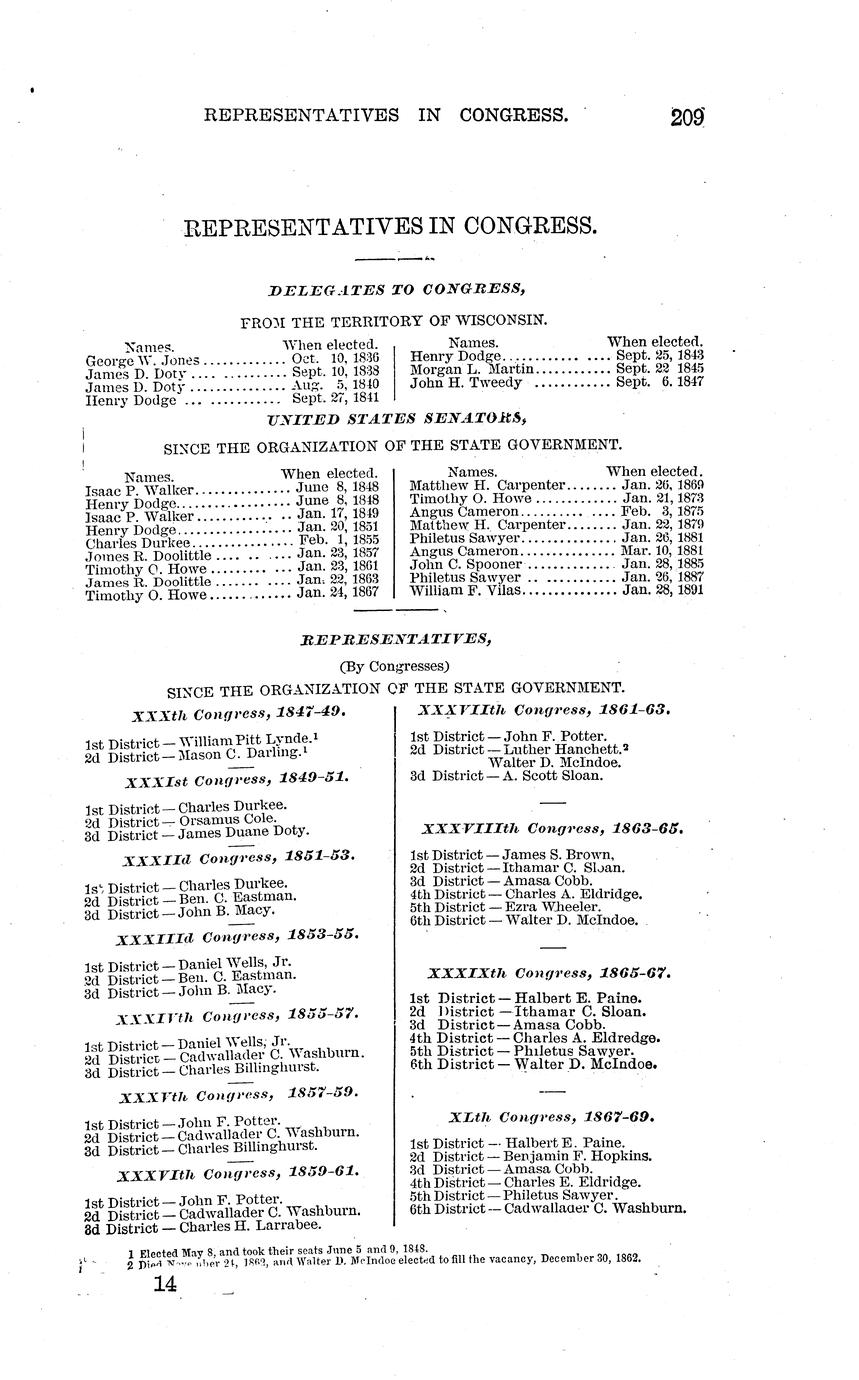 REPRESENTATIVES IN CONGRESS. 209
REPRESENTATIVES IN CONGRESS.
DELEGATES TO CONGRESS,
FROM THE TERRITORY OF WISCONSIN.
Names. When elected.
George W. Jones ............ Oct. 10, 1836
James D. Doty .... .......... Sept. 10, 1838
James D. Doty .............. Aug. 5, 1840
Henry Dodge ... ........... Sept. 27, 1841
Names. When elected.
Henry Dodge........... .... Sept. 25, 1843
Morgan L. Martin........... Sept. 22 1845
John H. Tweedy ........... Sept. 6. 1847
UNITED STATES SENATORS,
SINCE THE ORGANIZATION OF THE STATE GOVERNMENT.
Names. When elected.
Isaac P. Walker.............. June 8, 1848
Henry Dodge................ June 8, 1848
Isaac P. Walker............. Jan. 17, 1849
Henry Dodge................ Jan. 20, 1851
Charles Durkee.............. Feb. 1, 1855
James R. Doolittle .... .. .... Jan. 23, 1857
Timothy O. Howe ......... ... Jan. 23, 1861
James R. Doolittle ...... .... Jan. 22, 1863
Timothy O. Howe............ Jan. 24, 1867
Names. When elected.
Matthew H. Carpenter........ Jan. 26, 1869
Timothy O. Howe ............ Jan. 21, 1873
Angus Cameron.......... .... Feb. 3, 1875
Matthew H. Carpenter........ Jan. 22, 1879
Philetus Sawyer.............. Jan. 26, 1881
Angus Cameron.............. Mar. 10, 1881
John C. Spooner ............. Jan. 28, 1885
Philetus Sawyer .. .......... Jan. 26, 1887
William F. Vilas.............. Jan. 28, 1891
REPRESENTATIVES,
(By Congresses)
SINCE THE ORGANIZATION OF THE STATE GOVERNMENT.
XXXth Congress, 1847-49.
1st District — William Pitt Lynde.¹
2d District — Mason C. Darling.¹
XXXIst Congress, 1849-51.
1st District — Charles Durkee.
2d District — Orsamus Cole.
3d District — James Duane Doty.
XXXIId Congress, 1851-53.
1st District — Charles Durkee.
2d District — Ben. C. Eastman.
3d District — John B. Macy.
XXXIIId Congress, 1853-55.
1st District — Daniel Wells, Jr.
2d District — Ben. C. Eastman.
3d District — John B. Macy.
XXXIVth Congress, 1855-57.
1st District — Daniel Wells, Jr.
2d District — Cadwallader C. Washburn.
3d District — Charles Billinghurst.
XXXVth Congress, 1857-59.
1st District — John F. Potter.
2d District — Cadwallader C. Washburn.
3d District — Charles Billinghurst.
XXXVIth Congress, 1859-61.
1st District — John F. Potter.
2d District — Cadwallader C. Washburn.
3d District — Charles H. Larrabee.
XXXVIIth Congress, 1861-63.
1st District — John F. Potter.
2d District — Luther Hanchett.²
Walter D. McIndoe.
3d District — A. Scott Sloan.
XXXVIIIth Congress, 1863-65.
1st District — James S. Brown,
2d District — Ithamar C. Sloan.
3d District — Amasa Cobb.
4th District — Charles A. Eldridge.
5th District — Ezra Wheeler.
6th District — Walter D. McIndoe.
XXXIXth Congress, 1865-67.
1st District — Halbert E. Paine.
2d District — Ithamar C. Sloan.
3d District — Amasa Cobb.
4th District — Charles A. Eldredge.
5th District — Philetus Sawyer.
6th District — Walter D. McIndoe.
XLth Congress, 1867-69.
1st District — Halbert E. Paine.
2d District — Benjamin F. Hopkins.
3d District — Amasa Cobb.
4th District — Charles E. Eldridge.
5th District — Philetus Sawyer.
6th District — Cadwallader C. Washburn.
1 Elected May 8, and took their seats June 5 and 9, 1848.
2 Died November 24, 1862, and Walter D. McIndoe elected to fill the vacancy, December 30, 1862.
14